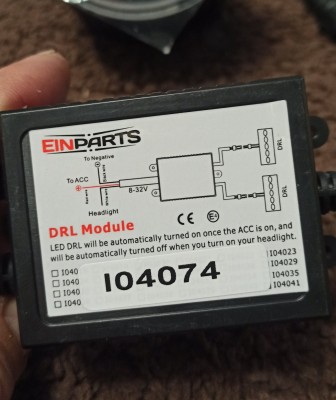 EINPARTS
To Negative
To ACC
8-32V
Headlight
DRL
DRL
DRL Module
LED DRL will be automatically turned on once the ACC is on, and
will be automatically turned off when you turn on your headlight.
I040
I040
I040
I040
I04074
I04023
I04029
I04035
I04041